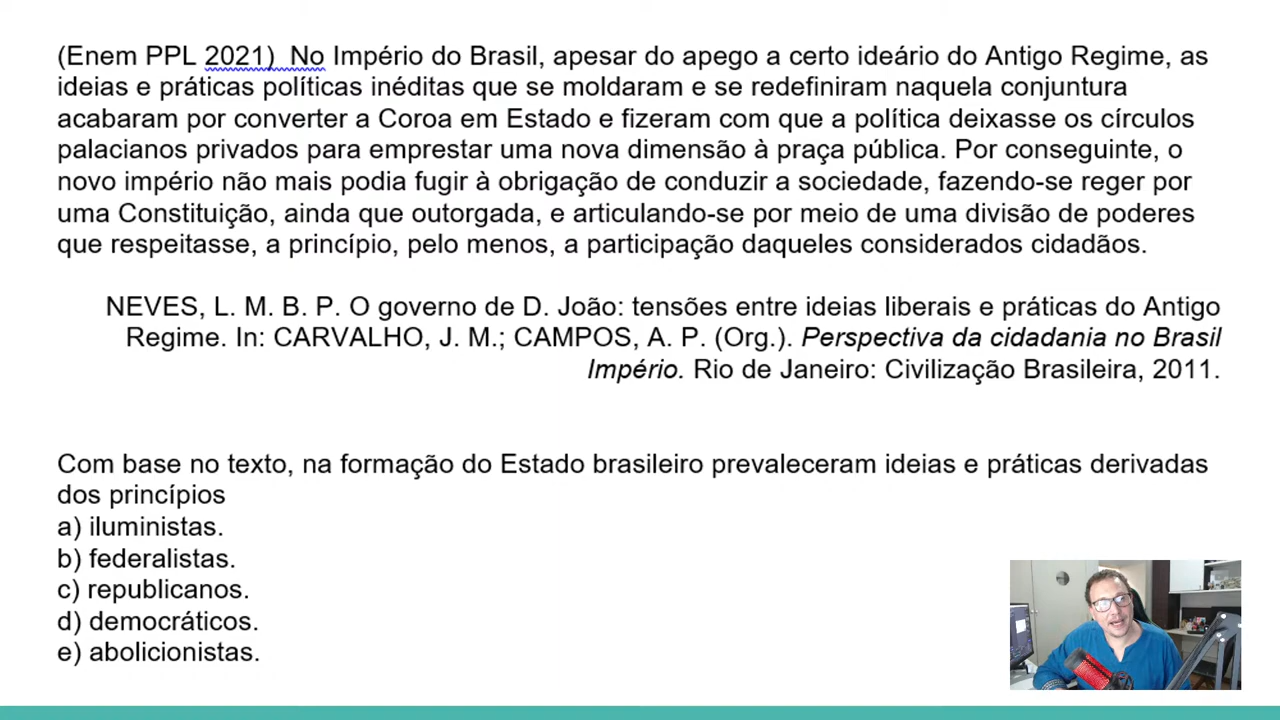 (Enem PPL 2021)  No Império do Brasil, apesar do apego a certo ideário do Antigo Regime, as
ideias e práticas políticas inéditas que se moldaram e se redefiniram naquela conjuntura
acabaram por converter a Coroa em Estado e fizeram com que a política deixasse os círculos
palacianos privados para emprestar uma nova dimensão à praça pública. Por conseguinte, o
novo império não mais podia fugir à obrigação de conduzir a sociedade, fazendo-se reger por
uma Constituição, ainda que outorgada, e articulando-se por meio de uma divisão de poderes
que respeitasse, a princípio, pelo menos, a participação daqueles considerados cidadãos.
NEVES, L. M. B. P. O governo de D. João: tensões entre ideias liberais e práticas do Antigo
Regime. In: CARVALHO, J. M.; CAMPOS, A. P. (Org.). Perspectiva da cidadania no Brasil
Império. Rio de Janeiro: Civilização Brasileira, 2011.
Com base no texto, na formação do Estado brasileiro prevaleceram ideias e práticas derivadas
dos princípios
a) iluministas.
b) federalistas.
c) republicanos.
d) democráticos.
e) abolicionistas.